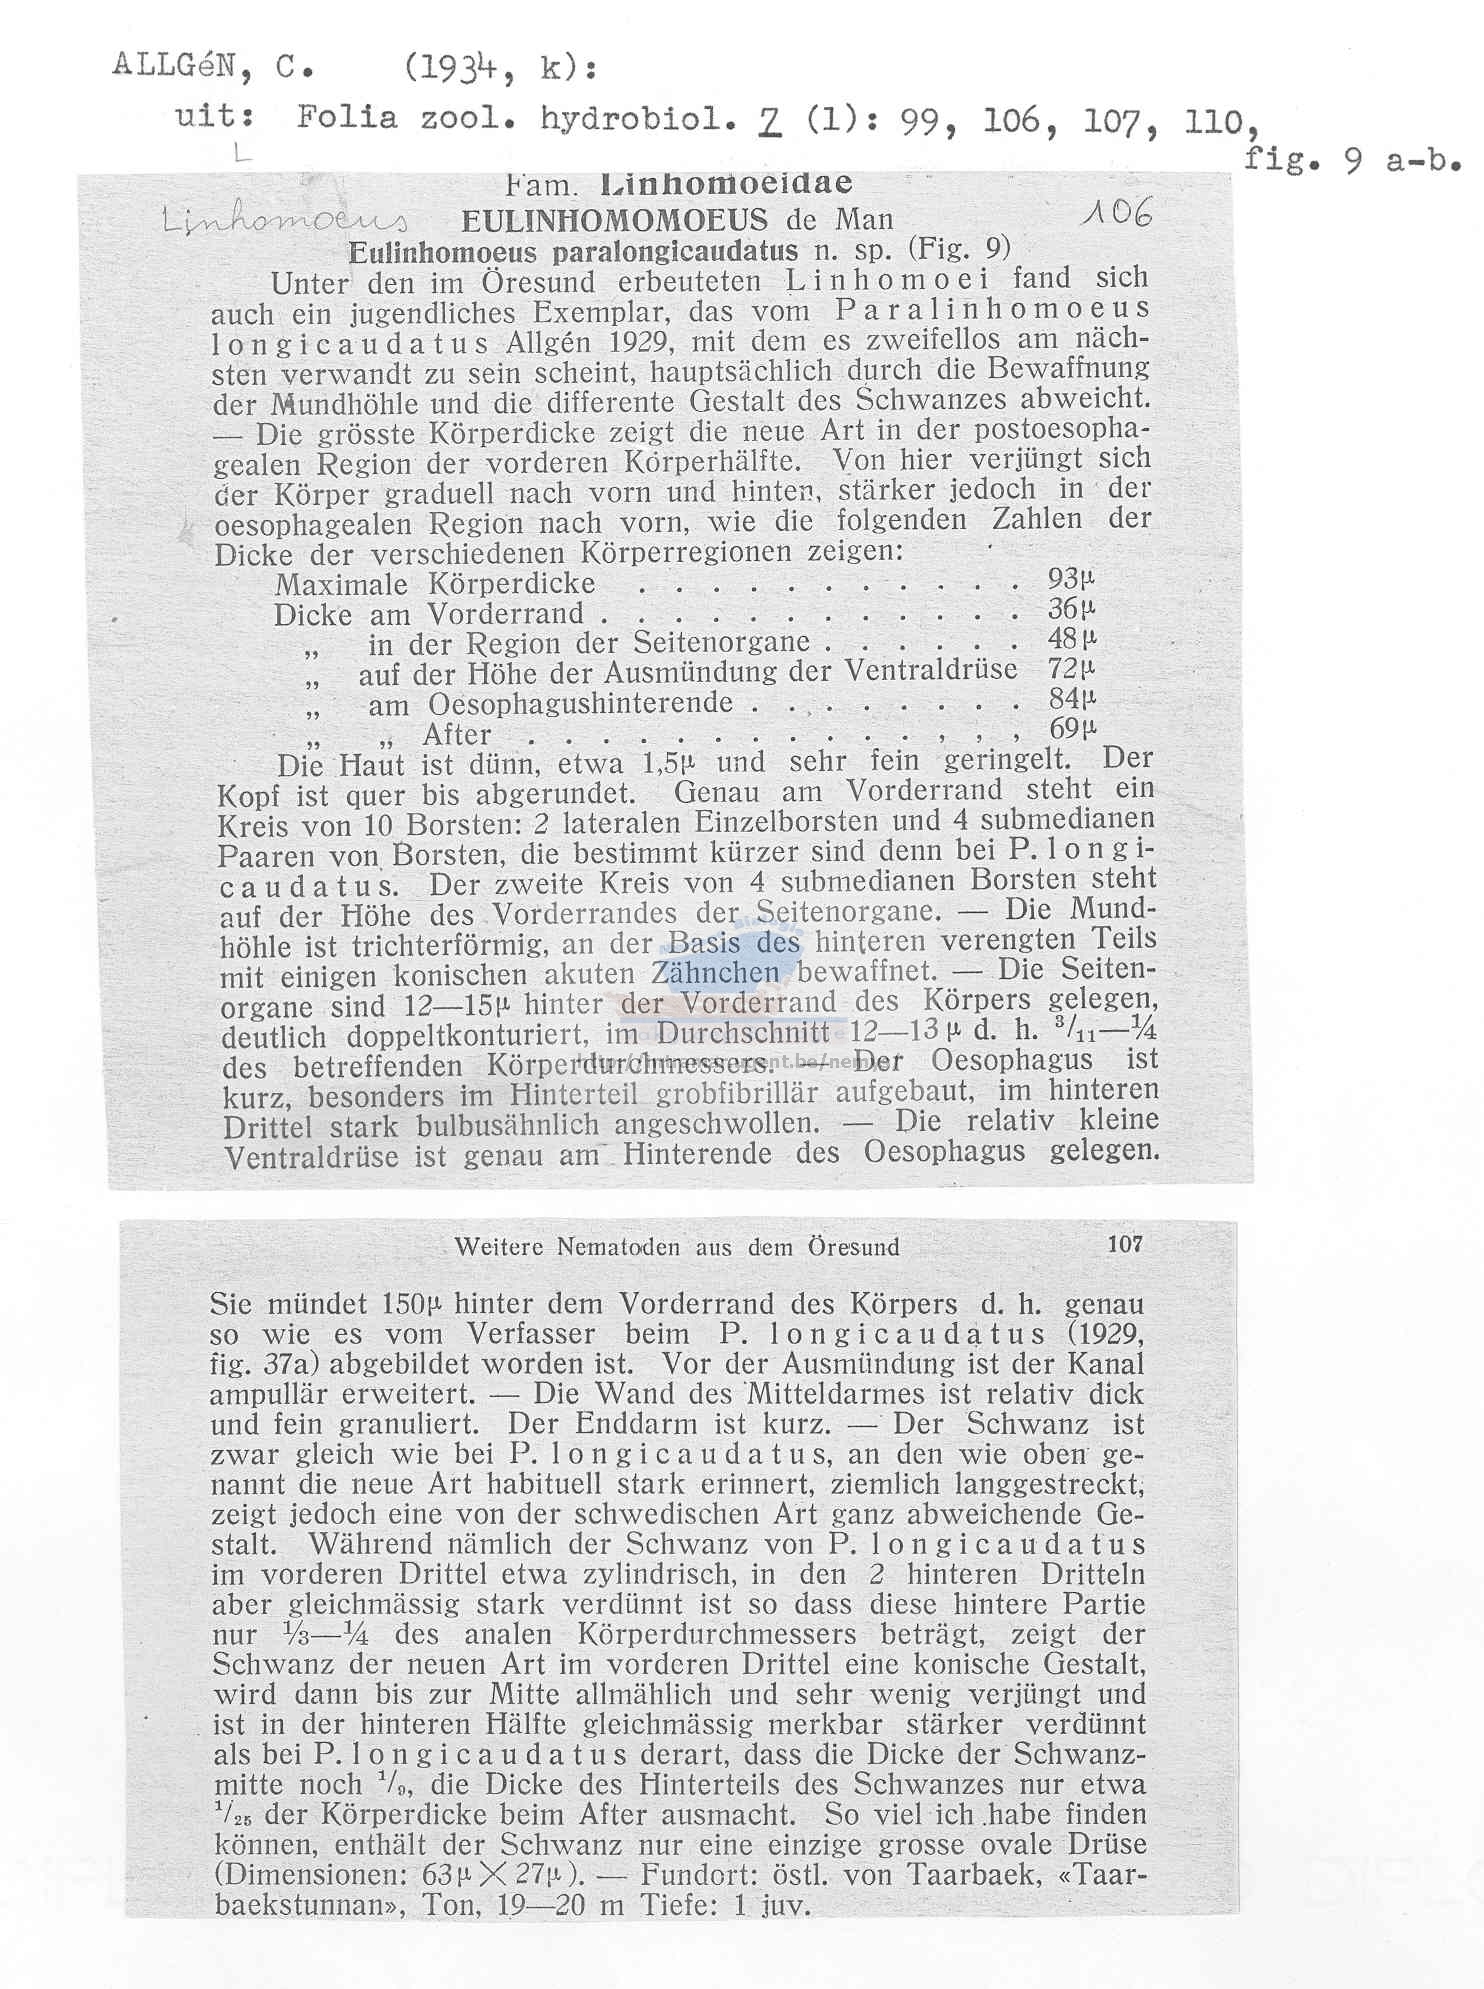 ALLGéN, C. (1934, k):
uit: Folia zool. hydrobiol. 7 (1): 99, 106, 107, 110,
fig. 9 a-b.
Fam. Linhomoeidae
Linhomoeus EULINHOMOMOEUS de Man 106
Eulinhomoeus paralongicaudatus n. sp. (Fig. 9)
Unter den im Öresund erbeuteten Linhomoei fand sich
auch ein jugendliches Exemplar, das vom Paralinhomoeus
longicaudatus Allgén 1929, mit dem es zweifellos am näch-
sten verwandt zu sein scheint, hauptsächlich durch die Bewaffnung
der Mundhöhle und die differente Gestalt des Schwanzes abweicht.
— Die grösste Körperdicke zeigt die neue Art in der postoesopha-
gealen Region der vorderen Körperhälfte. Von hier verjüngt sich
der Körper graduell nach vorn und hinten, stärker jedoch in der
oesophagealen Region nach vorn, wie die folgenden Zahlen der
Dicke der verschiedenen Körperregionen zeigen:
Maximale Körperdicke . . . . . . . . . . . 93µ
Dicke am Vorderrand . . . . . . . . . . . . 36µ
„ in der Region der Seitenorgane . . . . . . 48µ
„ auf der Höhe der Ausmündung der Ventraldrüse 72µ
„ am Oesophagushinterende . . . . . . . . 84µ
„ „ After . . . . . . . . . . . , , , 69µ
Die Haut ist dünn, etwa 1,5µ und sehr fein geringelt. Der
Kopf ist quer bis abgerundet. Genau am Vorderrand steht ein
Kreis von 10 Borsten: 2 lateralen Einzelborsten und 4 submedianen
Paaren von Borsten, die bestimmt kürzer sind denn bei P. longi-
caudatus. Der zweite Kreis von 4 submedianen Borsten steht
auf der Höhe des Vorderrandes der Seitenorgane. — Die Mund-
höhle ist trichterförmig, an der Basis des hinteren verengten Teils
mit einigen konischen akuten Zähnchen bewaffnet. — Die Seiten-
organe sind 12—15µ hinter der Vorderrand des Körpers gelegen,
deutlich doppeltkonturiert, im Durchschnitt 12—13µ d. h. 3/11—1/4
des betreffenden Körperdurchmessers. — Der Oesophagus ist
kurz, besonders im Hinterteil grobfibrillär aufgebaut, im hinteren
Drittel stark bulbusähnlich angeschwollen. — Die relativ kleine
Ventraldrüse ist genau am Hinterende des Oesophagus gelegen.
Weitere Nematoden aus dem Öresund 107
Sie mündet 150µ hinter dem Vorderrand des Körpers d. h. genau
so wie es vom Verfasser beim P. longicaudatus (1929,
fig. 37a) abgebildet worden ist. Vor der Ausmündung ist der Kanal
ampullär erweitert. — Die Wand des Mitteldarmes ist relativ dick
und fein granuliert. Der Enddarm ist kurz. — Der Schwanz ist
zwar gleich wie bei P. longicaudatus, an den wie oben ge-
nannt die neue Art habituell stark erinnert, ziemlich langgestreckt,
zeigt jedoch eine von der schwedischen Art ganz abweichende Ge-
stalt. Während nämlich der Schwanz von P. longicaudatus
im vorderen Drittel etwa zylindrisch, in den 2 hinteren Dritteln
aber gleichmässig stark verdünnt ist so dass diese hintere Partie
nur 1/3—1/4 des analen Körperdurchmessers beträgt, zeigt der
Schwanz der neuen Art im vorderen Drittel eine konische Gestalt,
wird dann bis zur Mitte allmählich und sehr wenig verjüngt und
ist in der hinteren Hälfte gleichmässig merkbar stärker verdünnt
als bei P. longicaudatus derart, dass die Dicke der Schwanz-
mitte noch 1/9, die Dicke des Hinterteils des Schwanzes nur etwa
1/25 der Körperdicke beim After ausmacht. So viel ich habe finden
können, enthält der Schwanz nur eine einzige grosse ovale Drüse
(Dimensionen: 63µ × 27µ). — Fundort: östl. von Taarbaek, «Taar-
baekstunnan», Ton, 19—20 m Tiefe: 1 juv.